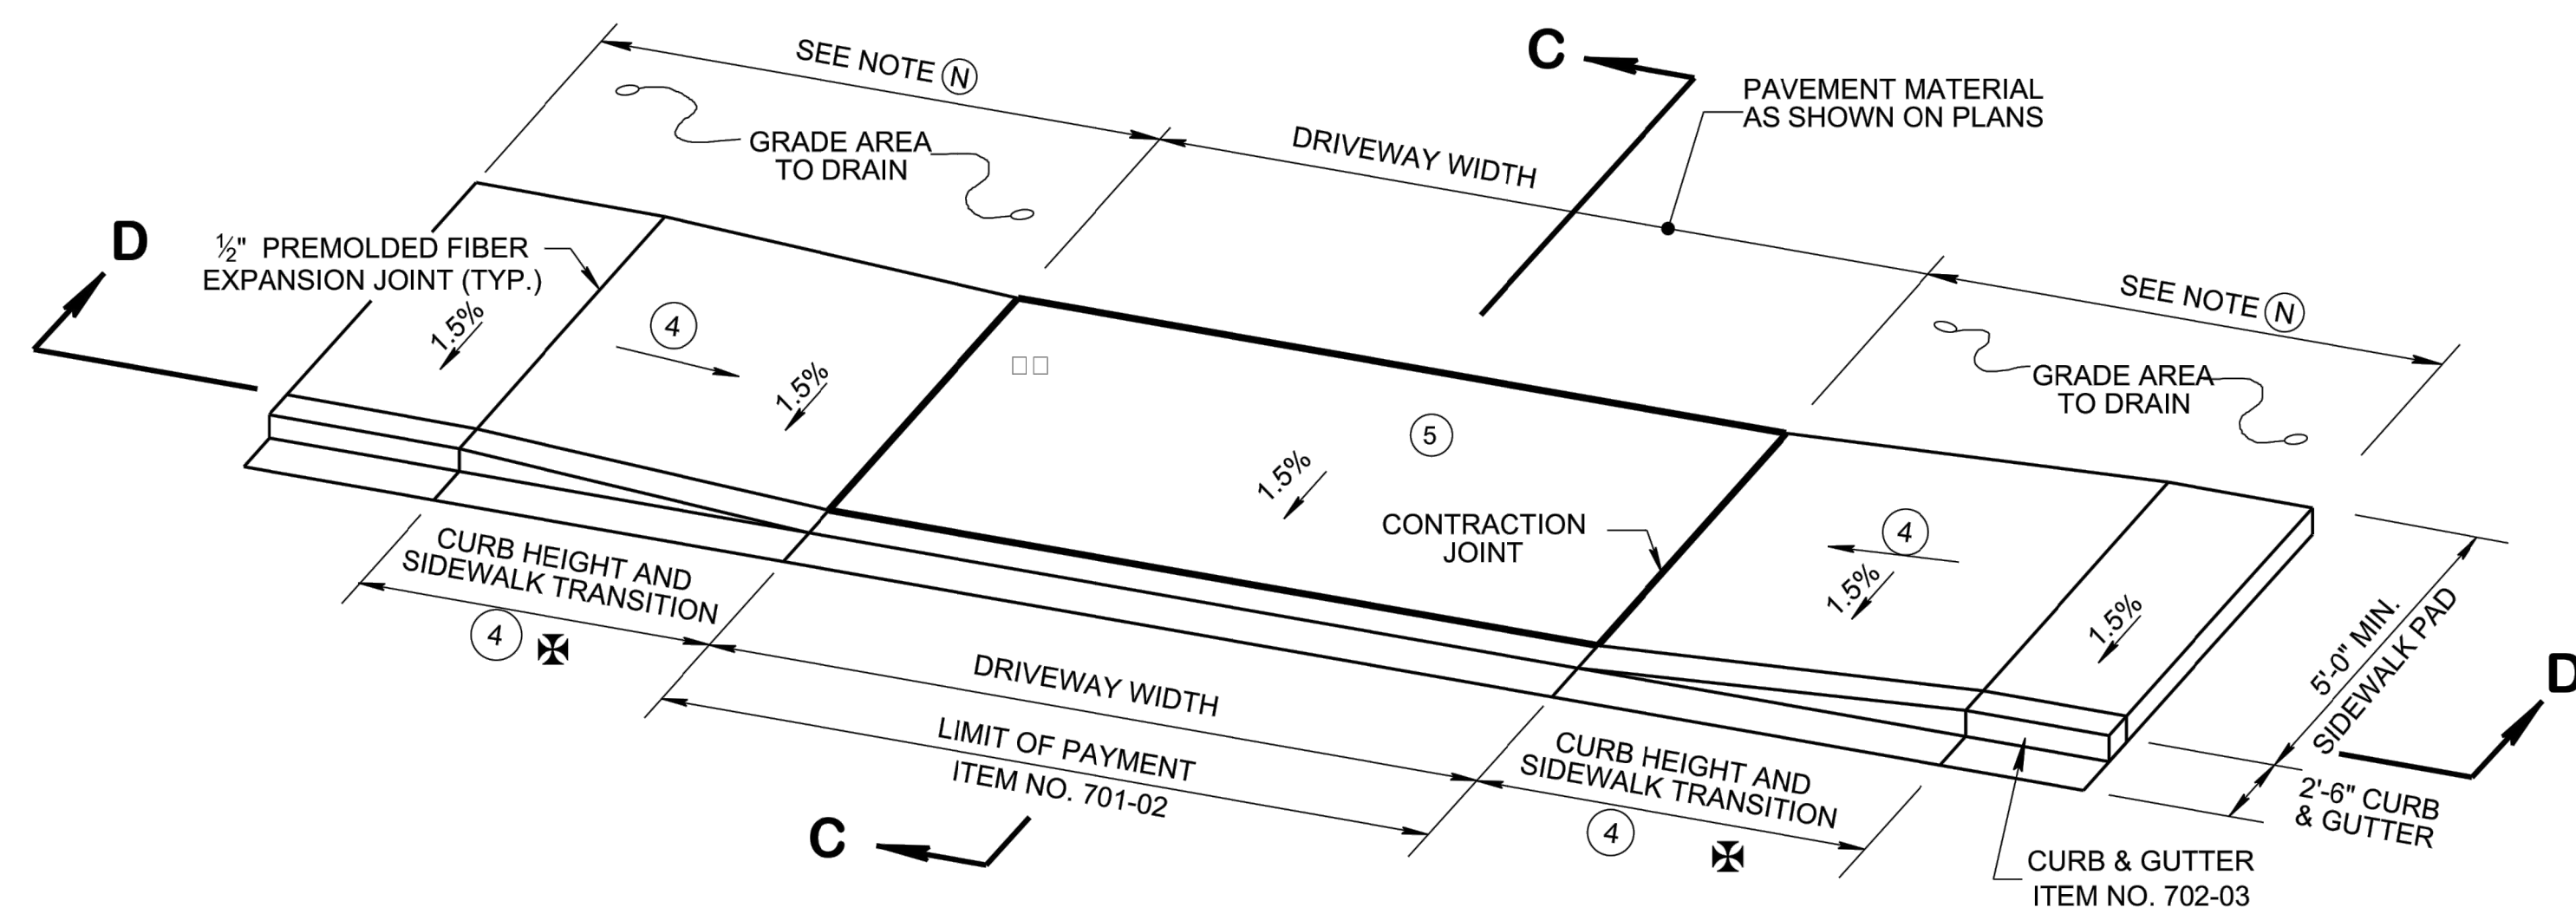 SEE NOTE Ⓝ
C
PAVEMENT MATERIAL
AS SHOWN ON PLANS
GRADE AREA
TO DRAIN
DRIVEWAY WIDTH
D
½" PREMOLDED FIBER
EXPANSION JOINT (TYP.)
1.5%
④
1.5%
SEE NOTE Ⓝ
GRADE AREA
TO DRAIN
⑤
1.5%
CONTRACTION
JOINT
④
1.5%
1.5%
CURB HEIGHT AND
SIDEWALK TRANSITION
④ ✠
DRIVEWAY WIDTH
LIMIT OF PAYMENT
ITEM NO. 701-02
C
CURB HEIGHT AND
SIDEWALK TRANSITION
④ ✠
5'-0" MIN.
SIDEWALK PAD
D
2'-6" CURB
& GUTTER
CURB & GUTTER
ITEM NO. 702-03